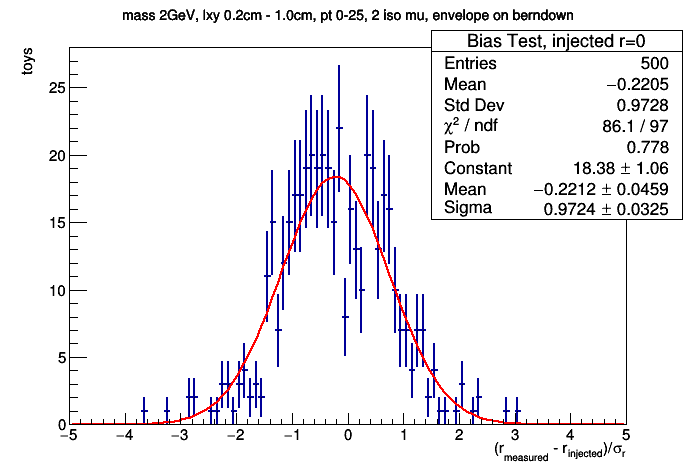 mass 2GeV, lxy 0.2cm - 1.0cm, pt 0-25, 2 iso mu, envelope on berndown
toys
Bias Test, injected r=0
Entries 500
Mean −0.2205
Std Dev 0.9728
χ² / ndf 86.1 / 97
Prob 0.778
Constant 18.38 ± 1.06
Mean −0.2212 ± 0.0459
Sigma 0.9724 ± 0.0325
25
20
15
10
5
0
−5 −4 −3 −2 −1 0 1 2 3 4 5
(r_measured - r_injected)/σ_r